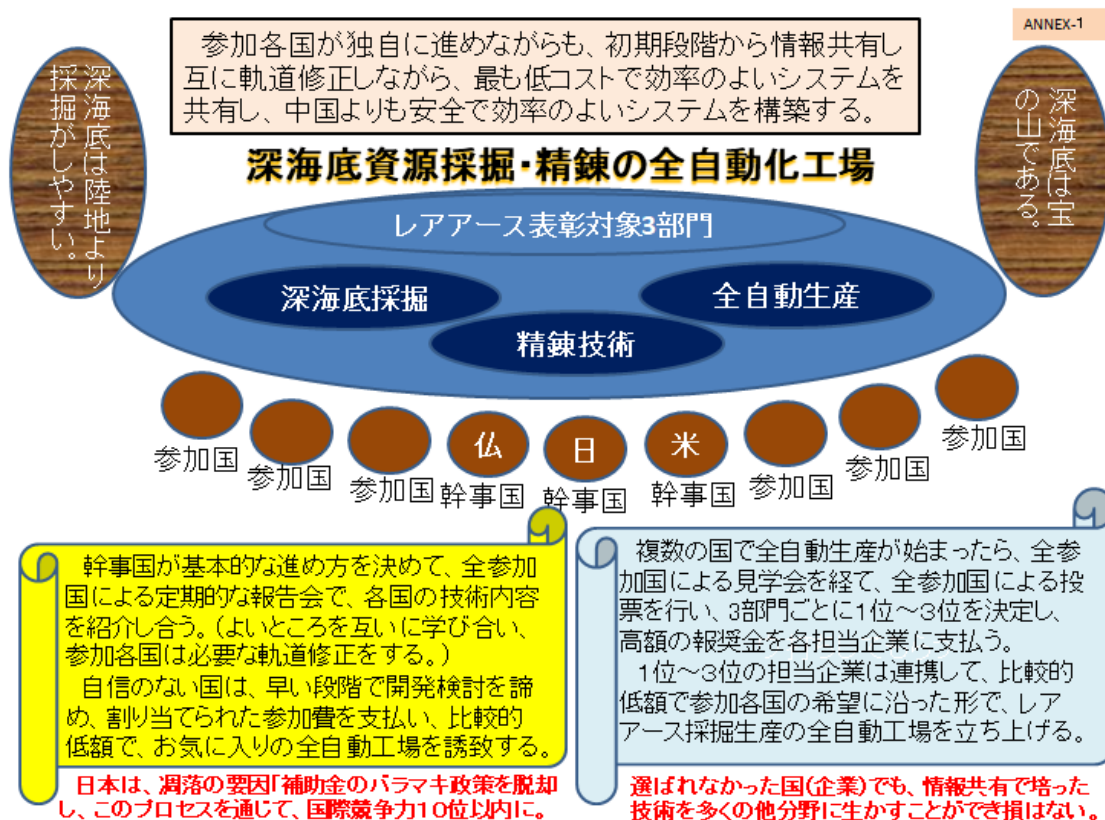 ANNEX-1
参加各国が独自に進めながらも、初期段階から情報共有し
互に軌道修正しながら、最も低コストで効率のよいシステムを
共有し、中国よりも安全で効率のよいシステムを構築する。
深海底は陸地より
採掘がしやすい。
深海底は宝
の山である。
深海底資源採掘・精錬の全自動化工場
レアアース表彰対象3部門
深海底採掘
全自動生産
精錬技術
仏
日
米
参加国
参加国
参加国
幹事国
幹事国
幹事国
参加国
参加国
参加国
幹事国が基本的な進め方を決めて、全参加
国による定期的な報告会で、各国の技術内容
を紹介し合う。(よいところを互いに学び合い、
参加各国は必要な軌道修正をする。)
自信のない国は、早い段階で開発検討を諦
め、割り当てられた参加費を支払い、比較的
低額で、お気に入りの全自動工場を誘致する。
複数の国で全自動生産が始まったら、全参
加国による見学会を経て、全参加国による投
票を行い、3部門ごとに1位～3位を決定し、
高額の報奨金を各担当企業に支払う。
1位～3位の担当企業は連携して、比較的
低額で参加各国の希望に沿った形で、レア
アース採掘生産の全自動工場を立ち上げる。
日本は、凋落の要因「補助金のバラマキ政策を脱却
し、このプロセスを通じて、国際競争力10位以内に。
選ばれなかった国(企業)でも、情報共有で培った
技術を多くの他分野に生かすことができ損はない。